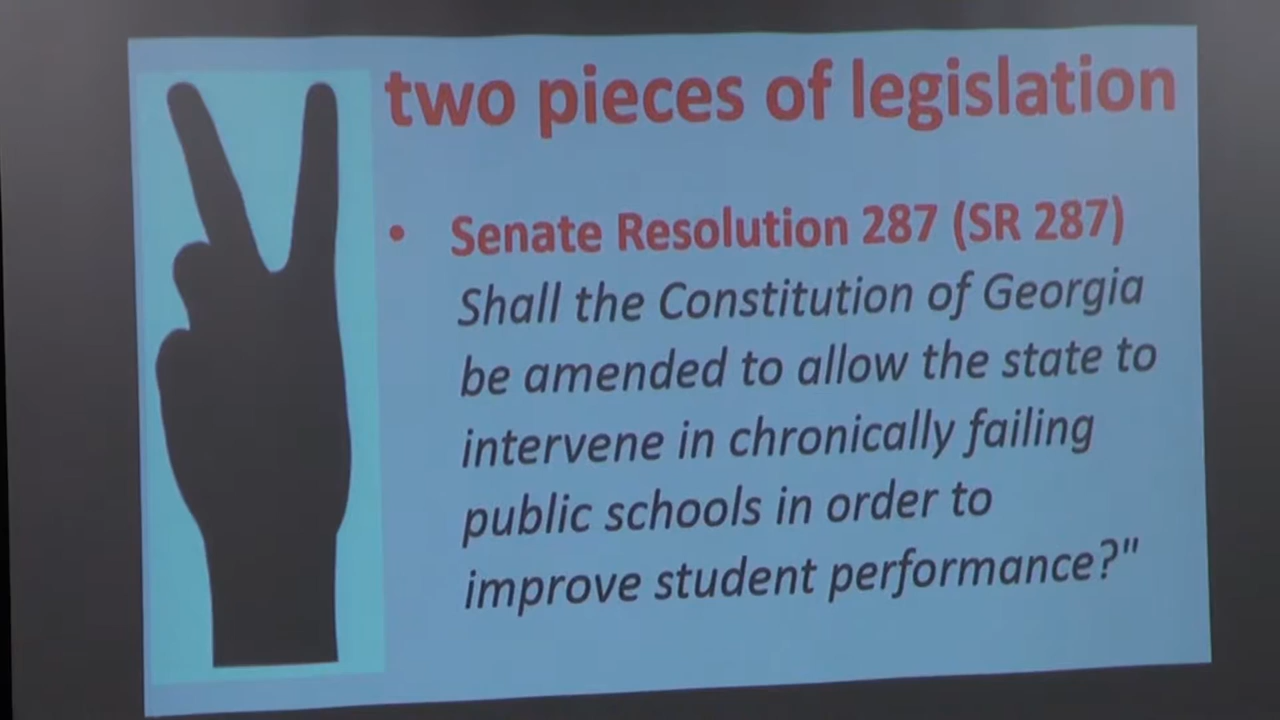 two pieces of legislation
• Senate Resolution 287 (SR 287)
Shall the Constitution of Georgia
be amended to allow the state to
intervene in chronically failing
public schools in order to
improve student performance?"